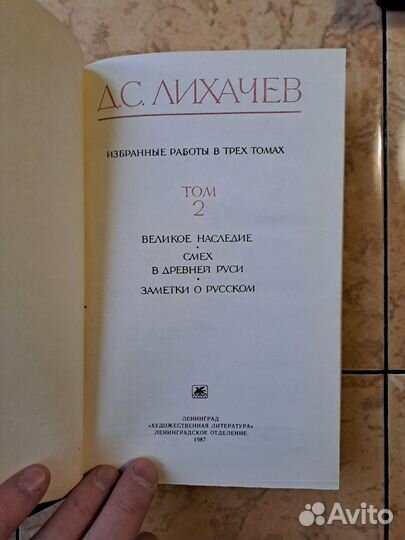 Д.С. ЛИХАЧЕВ
ИЗБРАННЫЕ РАБОТЫ В ТРЕХ ТОМАХ
ТОМ
2
ВЕЛИКОЕ НАСЛЕДИЕ
•
СМЕХ
В ДРЕВНЕЙ РУСИ
•
ЗАМЕТКИ О РУССКОМ
ЛЕНИНГРАД
«ХУДОЖЕСТВЕННАЯ ЛИТЕРАТУРА»
ЛЕНИНГРАДСКОЕ ОТДЕЛЕНИЕ
1987
Avito